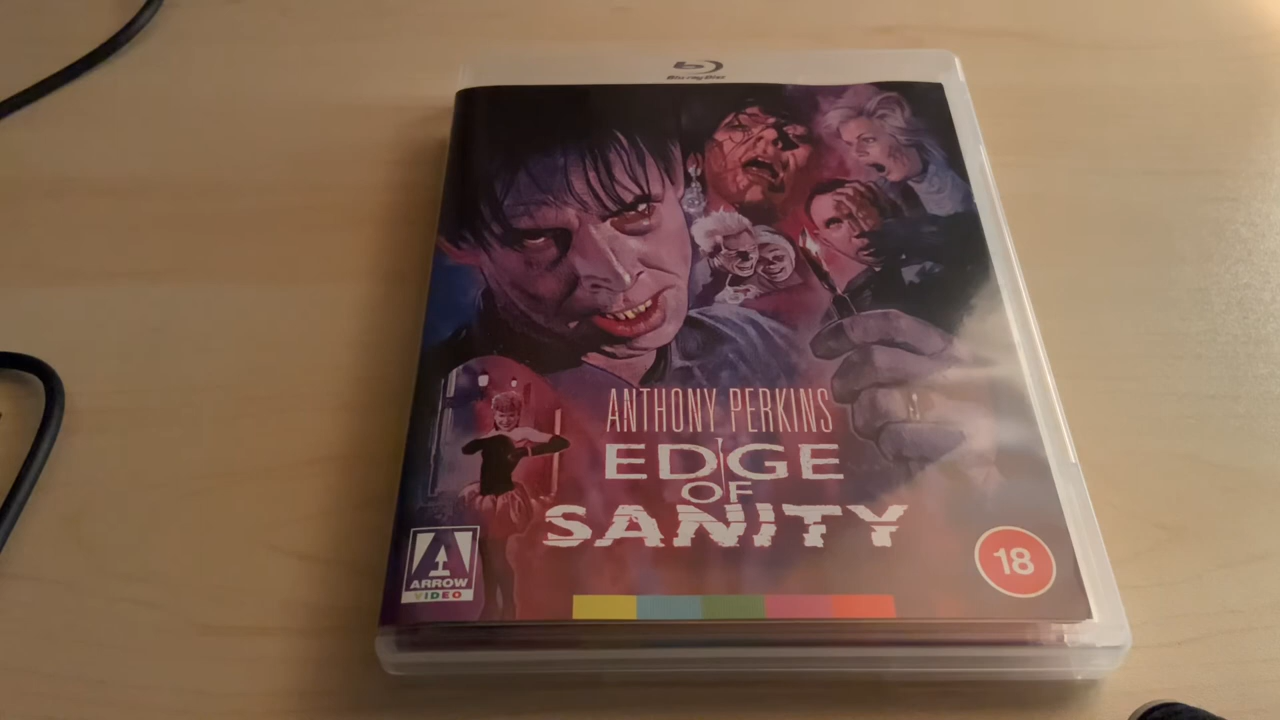 Blu-ray Disc
ANTHONY PERKINS
EDGE
OF
SANITY
ARROW
VIDEO
18